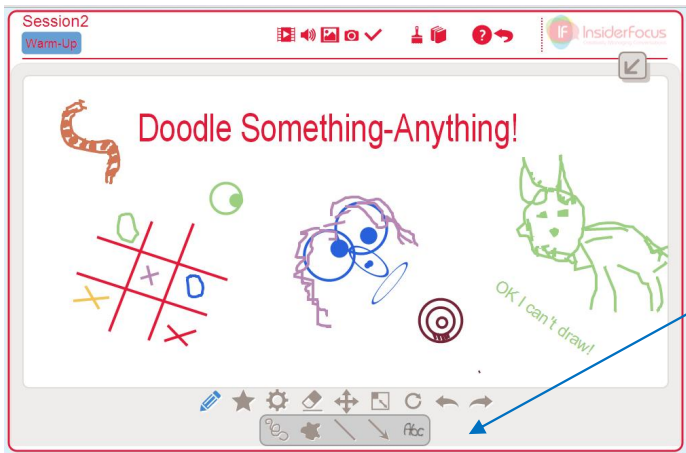 Session2
Warm-Up
IF InsiderFocus
Doodle Something-Anything!
OK I can't draw!
Abc